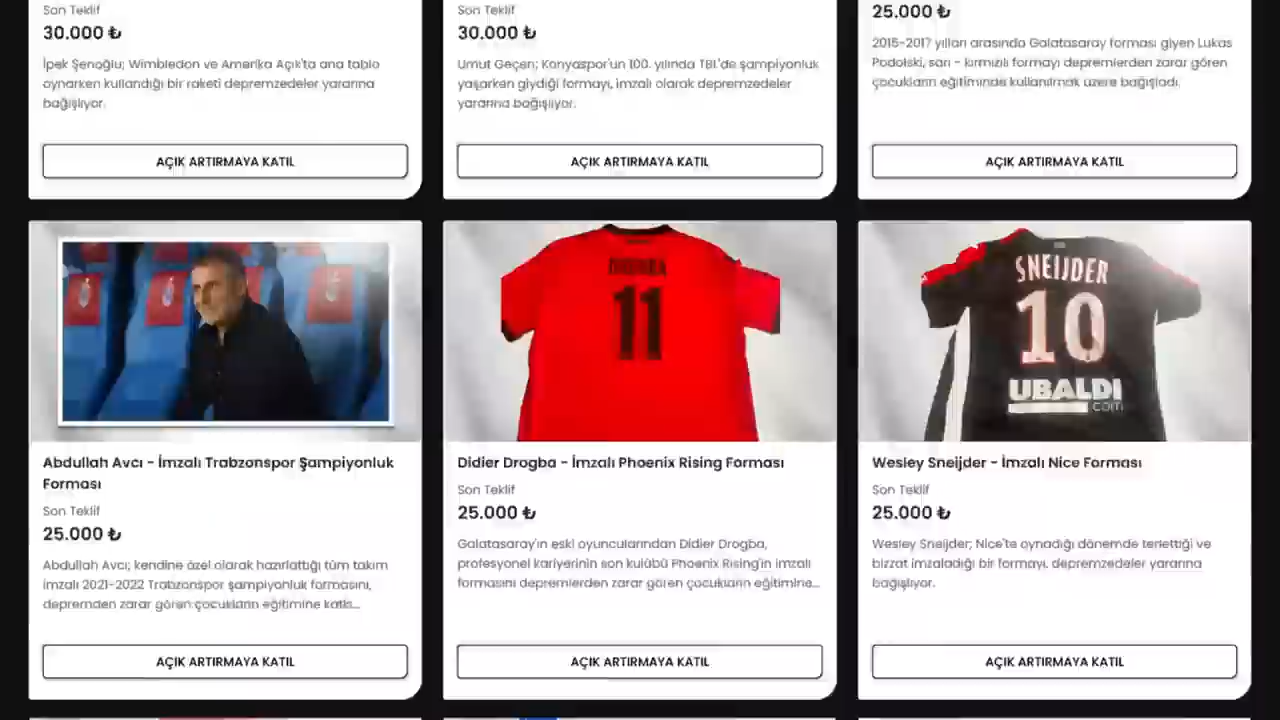 Son Teklif
30.000 ₺
İpek Şenoğlu; Wimbledon ve Amerika Açık'ta ana tablo
oynarken kullandığı bir raketi depremzedeler yararına
bağışlıyor.
AÇIK ARTIRMAYA KATIL
Son Teklif
30.000 ₺
Umut Geçen; Konyaspor'un 100. yılında TBL'de şampiyonluk
yaşarken giydiği formayı, imzalı olarak depremzedeler
yararına bağışlıyor.
AÇIK ARTIRMAYA KATIL
25.000 ₺
2015-2017 yılları arasında Galatasaray forması giyen Lukas
Podolski, sarı - kırmızılı formayı depremlerden zarar gören
çocukların eğitiminde kullanılmak üzere bağışladı.
AÇIK ARTIRMAYA KATIL
Abdullah Avcı - İmzalı Trabzonspor Şampiyonluk
Forması
Son Teklif
25.000 ₺
Abdullah Avcı; kendine özel olarak hazırlattığı tüm takım
imzalı 2021-2022 Trabzonspor şampiyonluk formasını,
depremden zarar gören çocukların eğitimine katkı...
AÇIK ARTIRMAYA KATIL
DROGBA
11
Didier Drogba - İmzalı Phoenix Rising Forması
Son Teklif
25.000 ₺
Galatasaray'ın eski oyuncularından Didier Drogba,
profesyonel kariyerinin son kulübü Phoenix Rising'in imzalı
formasını depremlerden zarar gören çocukların eğitimine...
AÇIK ARTIRMAYA KATIL
SNEIJDER
10
UBALDI
.com
Wesley Sneijder - İmzalı Nice Forması
Son Teklif
25.000 ₺
Wesley Sneijder; Nice'te oynadığı dönemde terlettiği ve
bizzat imzaladığı bir formayı, depremzedeler yararına
bağışlıyor.
AÇIK ARTIRMAYA KATIL